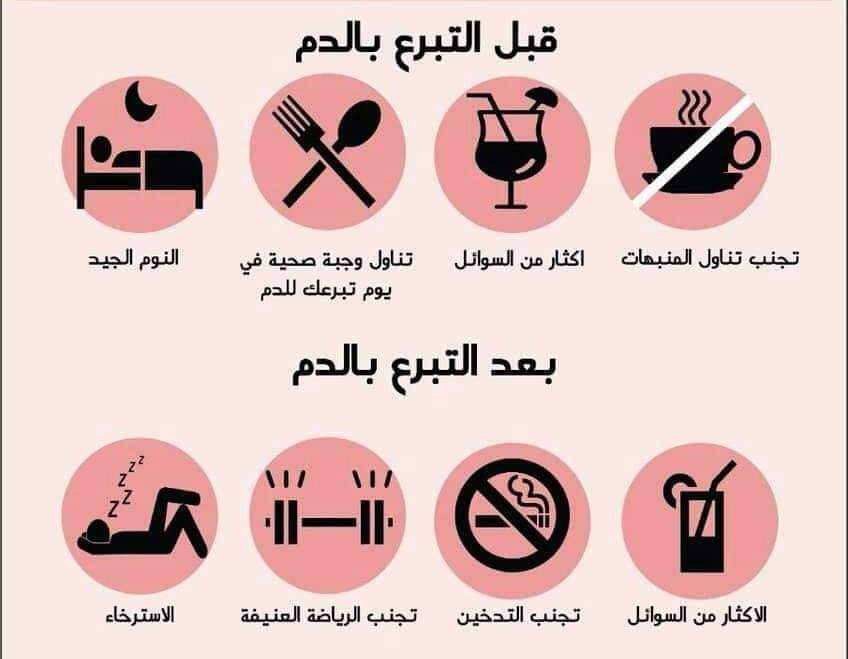 قبل التبرع بالدم
تجنب تناول المنبهات
اكثار من السوائل
تناول وجبة صحية في
يوم تبرعك للدم
النوم الجيد
بعد التبرع بالدم
الاكثار من السوائل
تجنب التدخين
تجنب الرياضة العنيفة
الاسترخاء